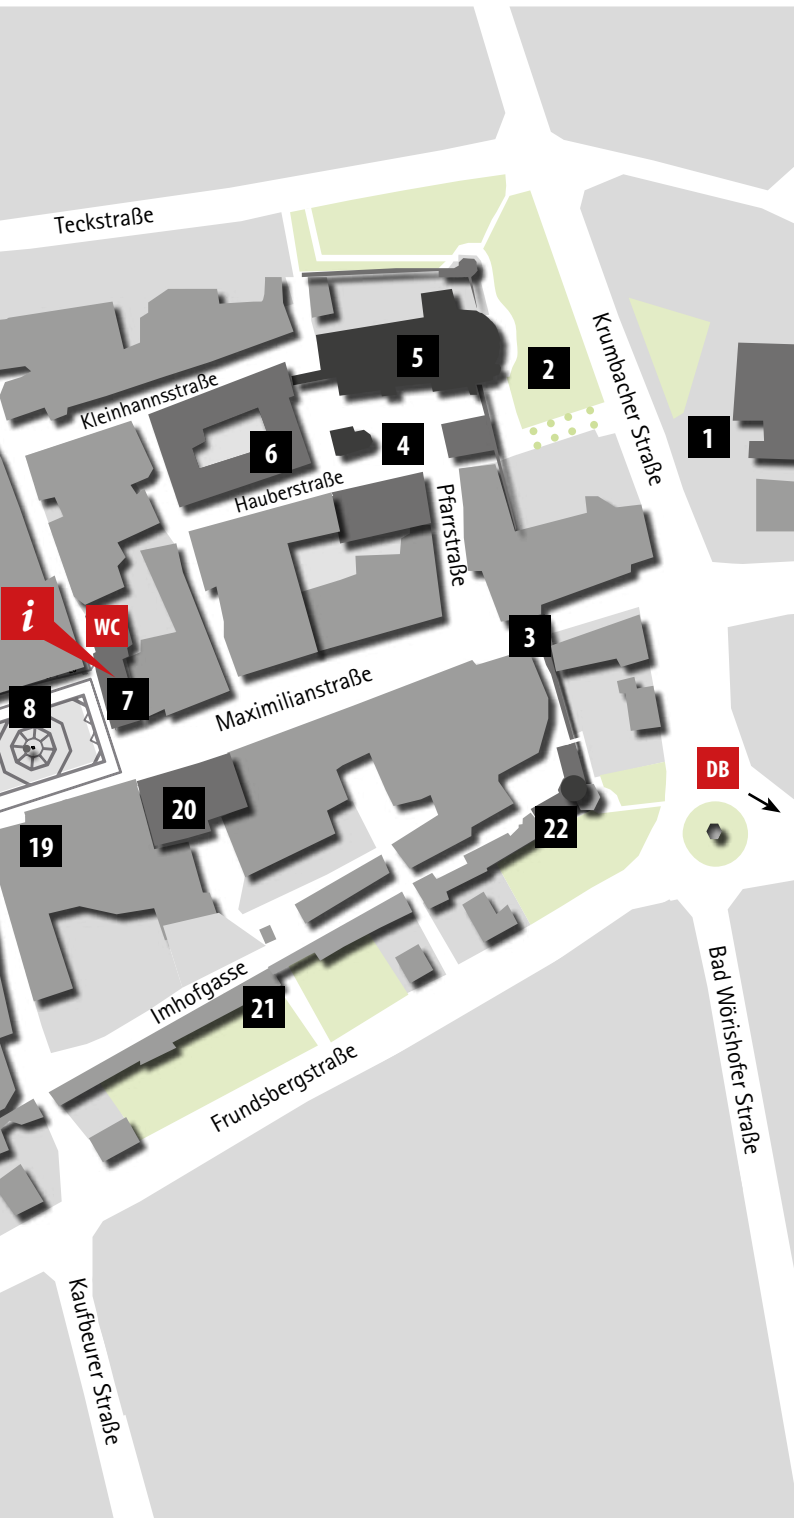 Teckstraße
Krumbacher Straße
5
2
Kleinhannsstraße
1
4
6
Hauberstraße
Pfarrstraße
i
WC
3
7
8
Maximilianstraße
DB
20
22
19
Imhofgasse
21
Bad Wörishofer Straße
Frundsbergstraße
Kaufbeurer Straße